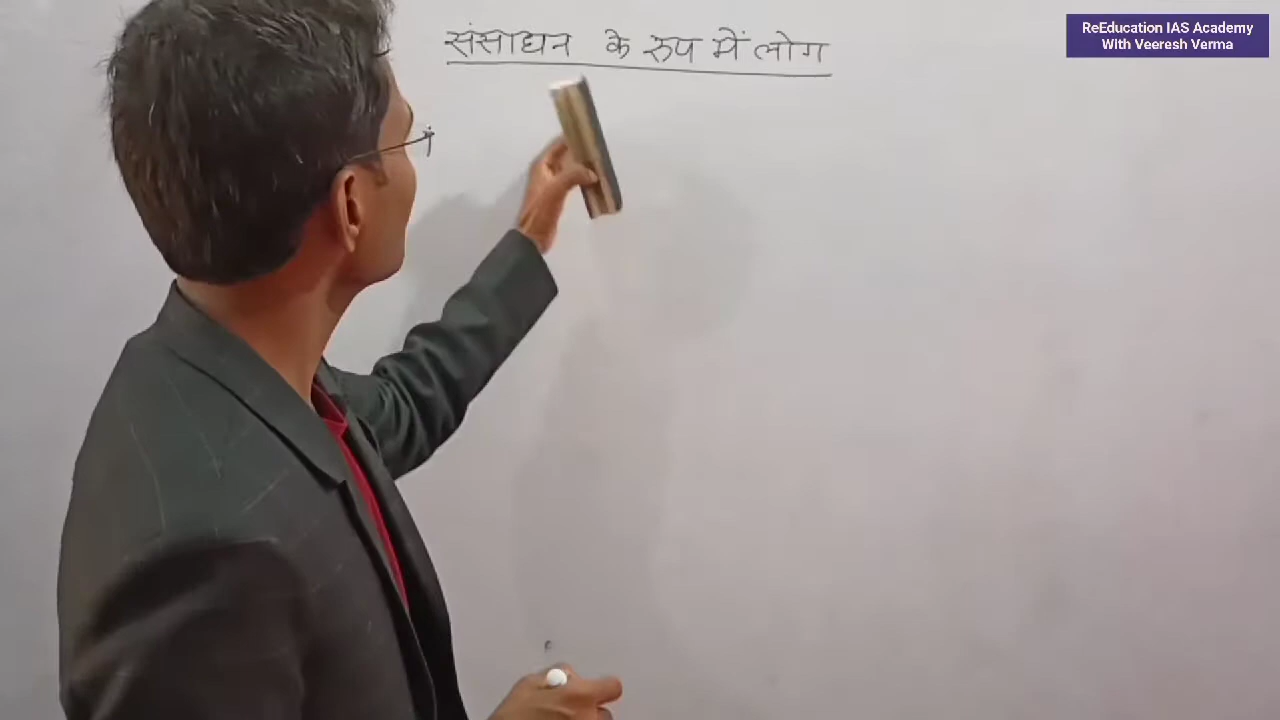 संसाधन के रुप में लोग
ReEducation IAS Academy
With Veeresh Verma